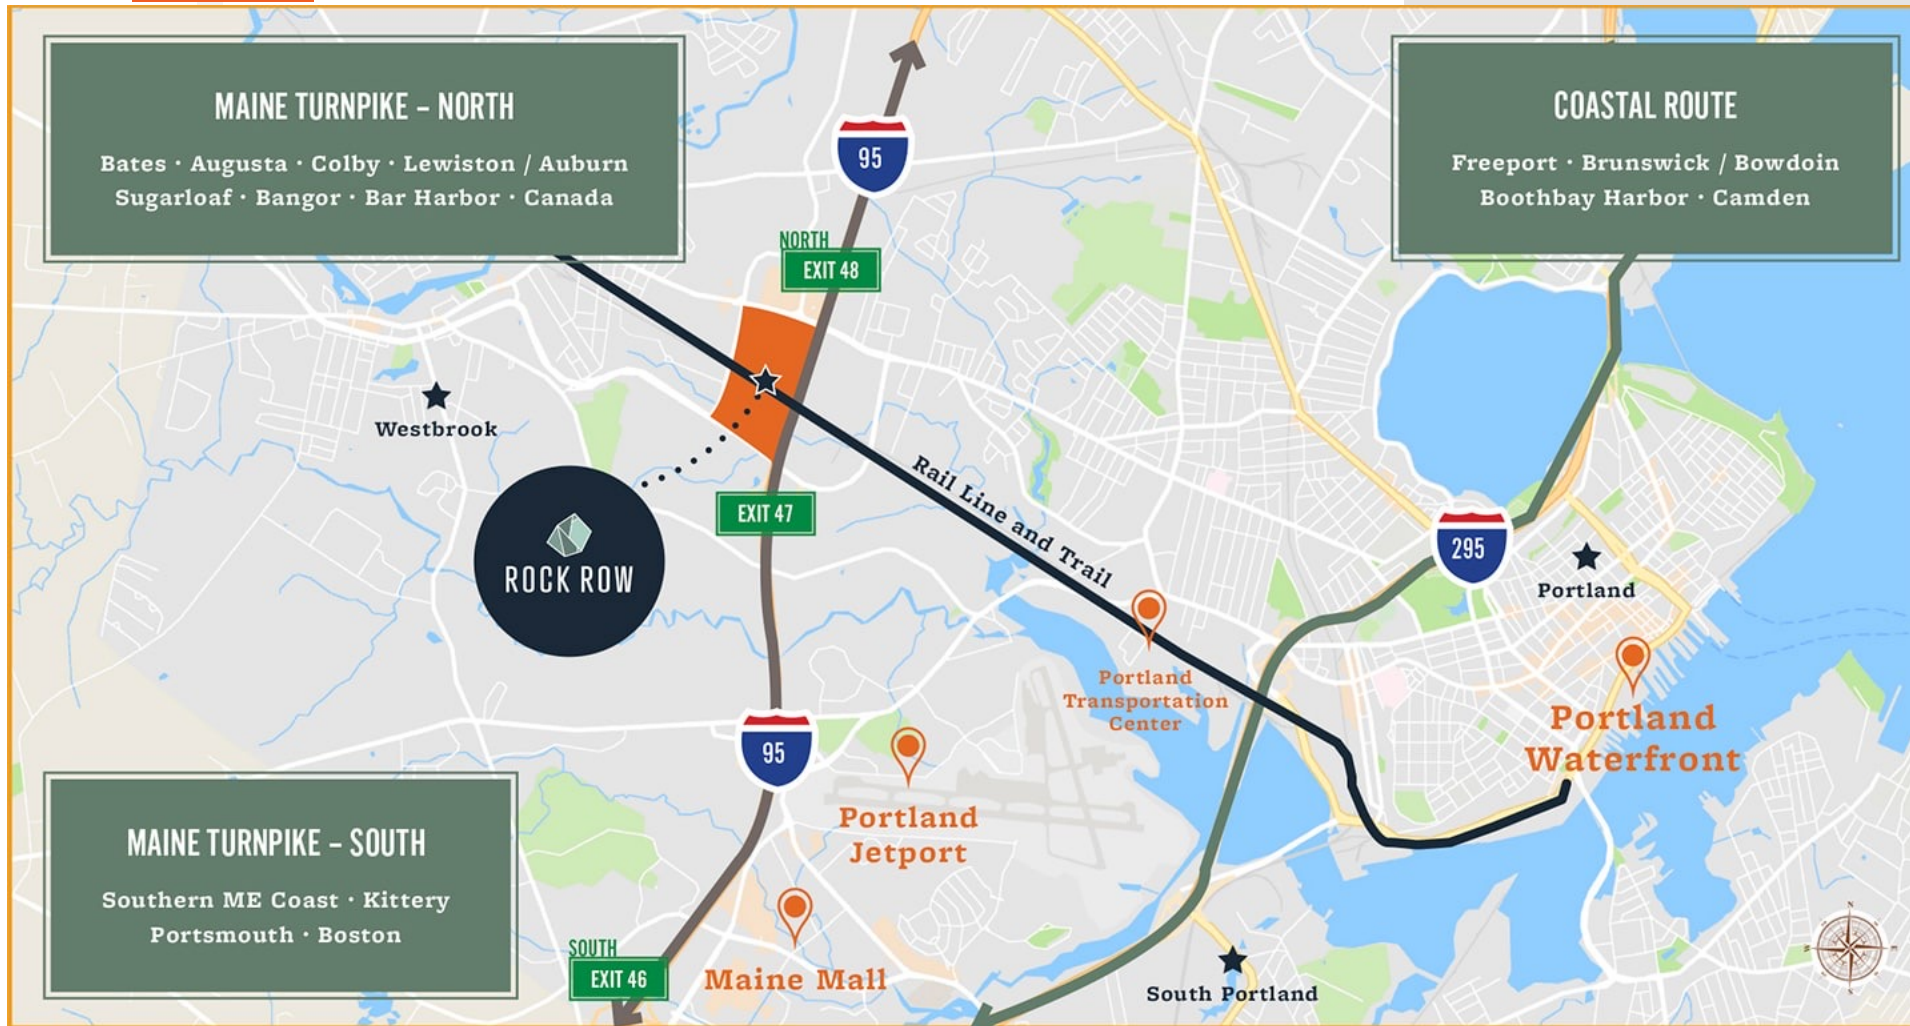 MAINE TURNPIKE – NORTH
Bates · Augusta · Colby · Lewiston / Auburn
Sugarloaf · Bangor · Bar Harbor · Canada
COASTAL ROUTE
Freeport · Brunswick / Bowdoin
Boothbay Harbor · Camden
95
NORTH
EXIT 48
Westbrook
Rail Line and Trail
EXIT 47
ROCK ROW
295
Portland
Portland
Transportation
Center
Portland
Waterfront
95
Portland
Jetport
MAINE TURNPIKE – SOUTH
Southern ME Coast · Kittery
Portsmouth · Boston
SOUTH
EXIT 46
Maine Mall
South Portland
N
W
E
S